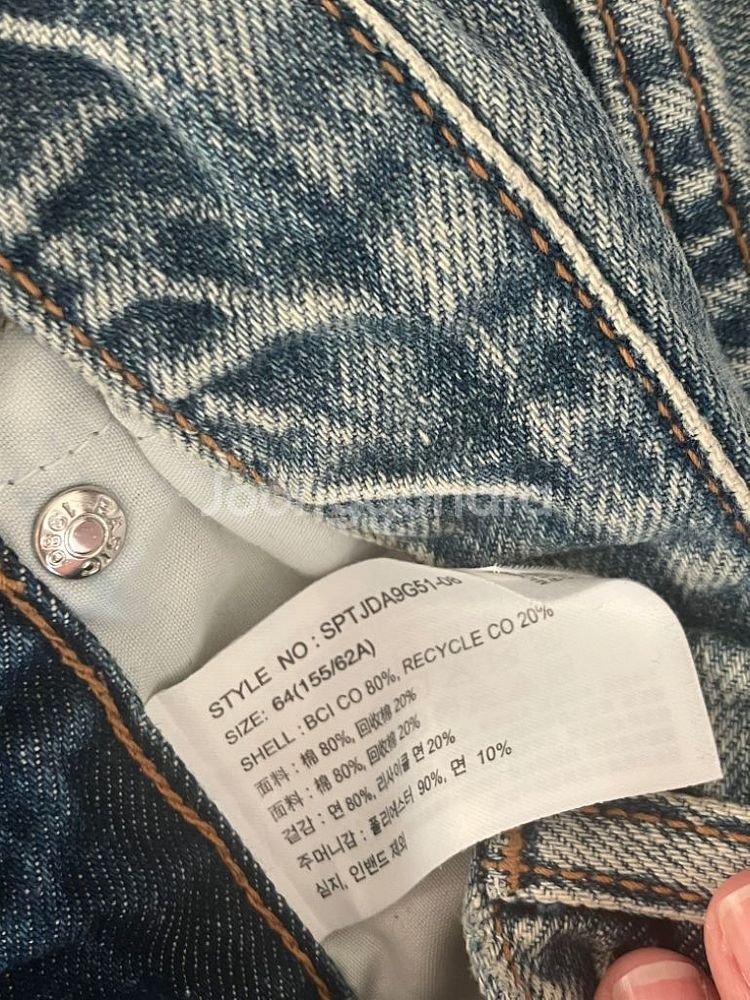 STYLE NO : SPTJDA9G51-06
SIZE: 64(155/62A)
SHELL : BCI CO 80%, RECYCLE CO 20%
面料 : 棉 80%, 回收棉 20%
面料 : 棉 80%, 回收棉 20%
겉감 : 면 80%, 리사이클 면 20%
주머니감 : 폴리에스터 90%, 면 10%
심지, 인밴드 제외
BASIC 1980